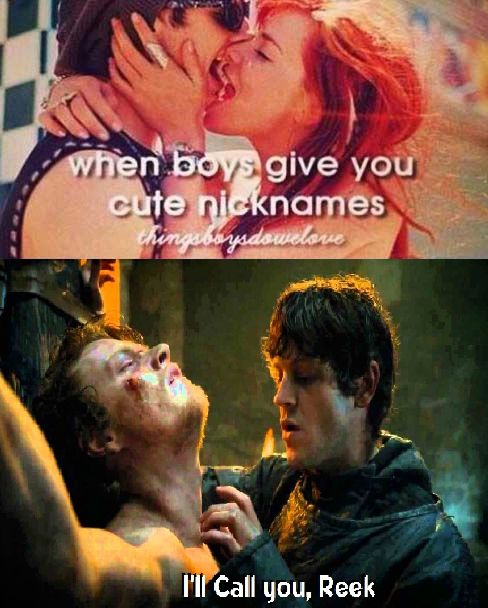 when boys give you
cute nicknames
thingsboysdowelove
I'll Call you, Reek